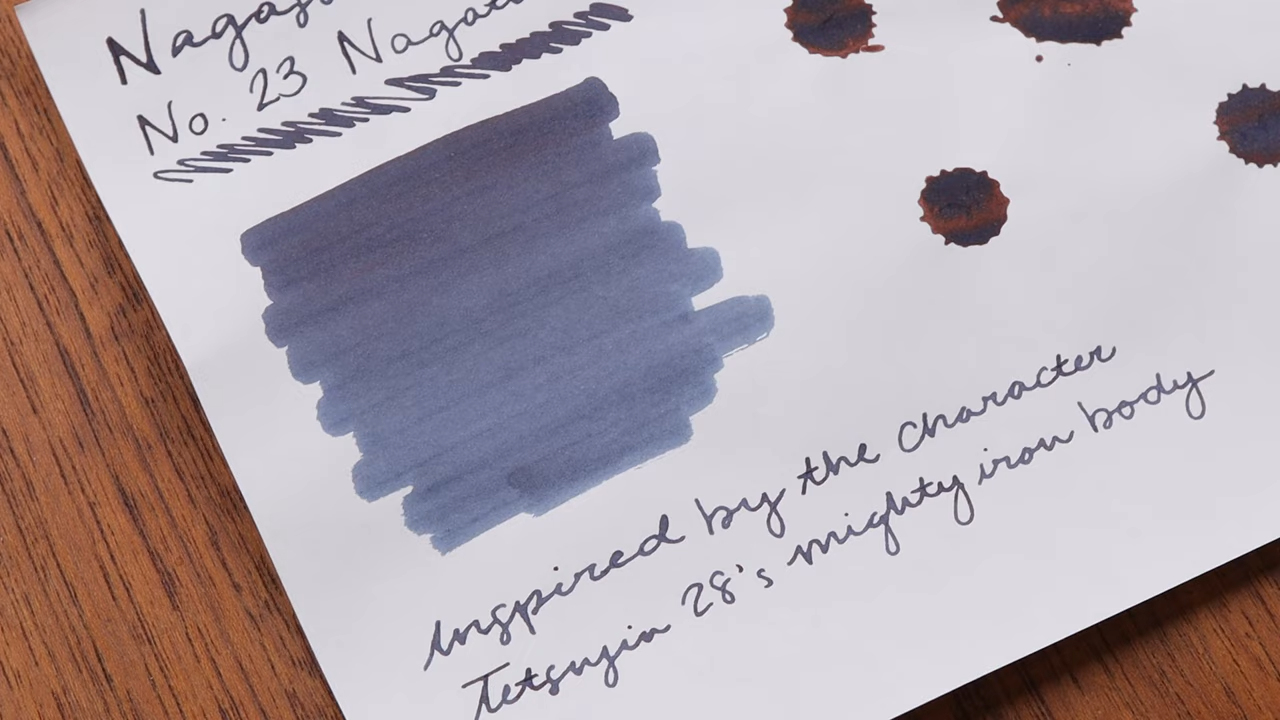 No. 23
Inspired by the character
Tetsujin 28's mighty iron body